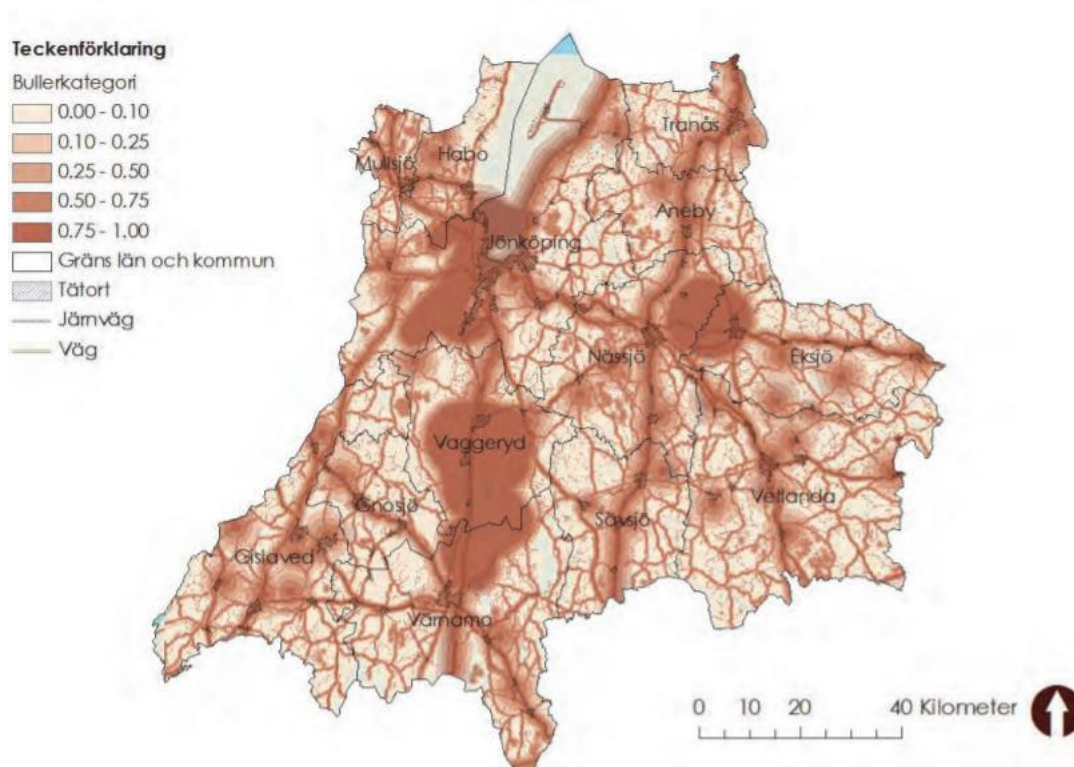 Teckenförklaring
Bullerkategori
0.00 - 0.10
0.10 - 0.25
0.25 - 0.50
0.50 - 0.75
0.75 - 1.00
Gräns län och kommun
Tätort
Järnväg
Väg
Tranås
Mullsjö
Habo
Aneby
Jönköping
Nässjö
Eksjö
Vaggeryd
Vetlanda
Gnosjö
Sävsjö
Gislaved
Värnamo
0 10 20 40 Kilometer